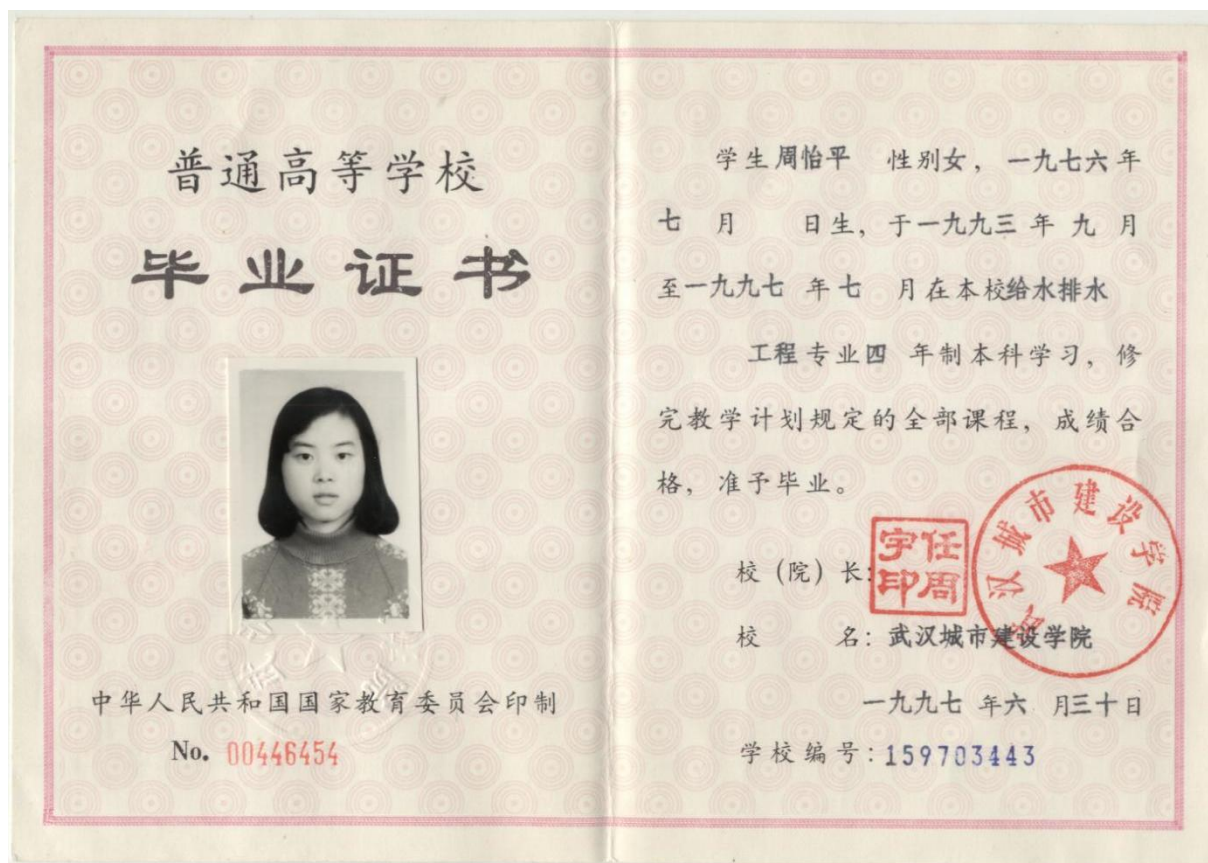 普通高等学校
毕业证书
中华人民共和国国家教育委员会印制
No. 00446454
学生周怡平 性别女，一九七六年
七 月 日生，于一九九三 年 九 月
至一九九七 年七 月在本校给水排水
工程专业四 年制本科学习，修
完教学计划规定的全部课程，成绩合
格，准予毕业。
校（院）长：
任周宇印
武汉城市建设学院
校 名：武汉城市建设学院
一九九七 年六 月三十日
学校编号：159703443